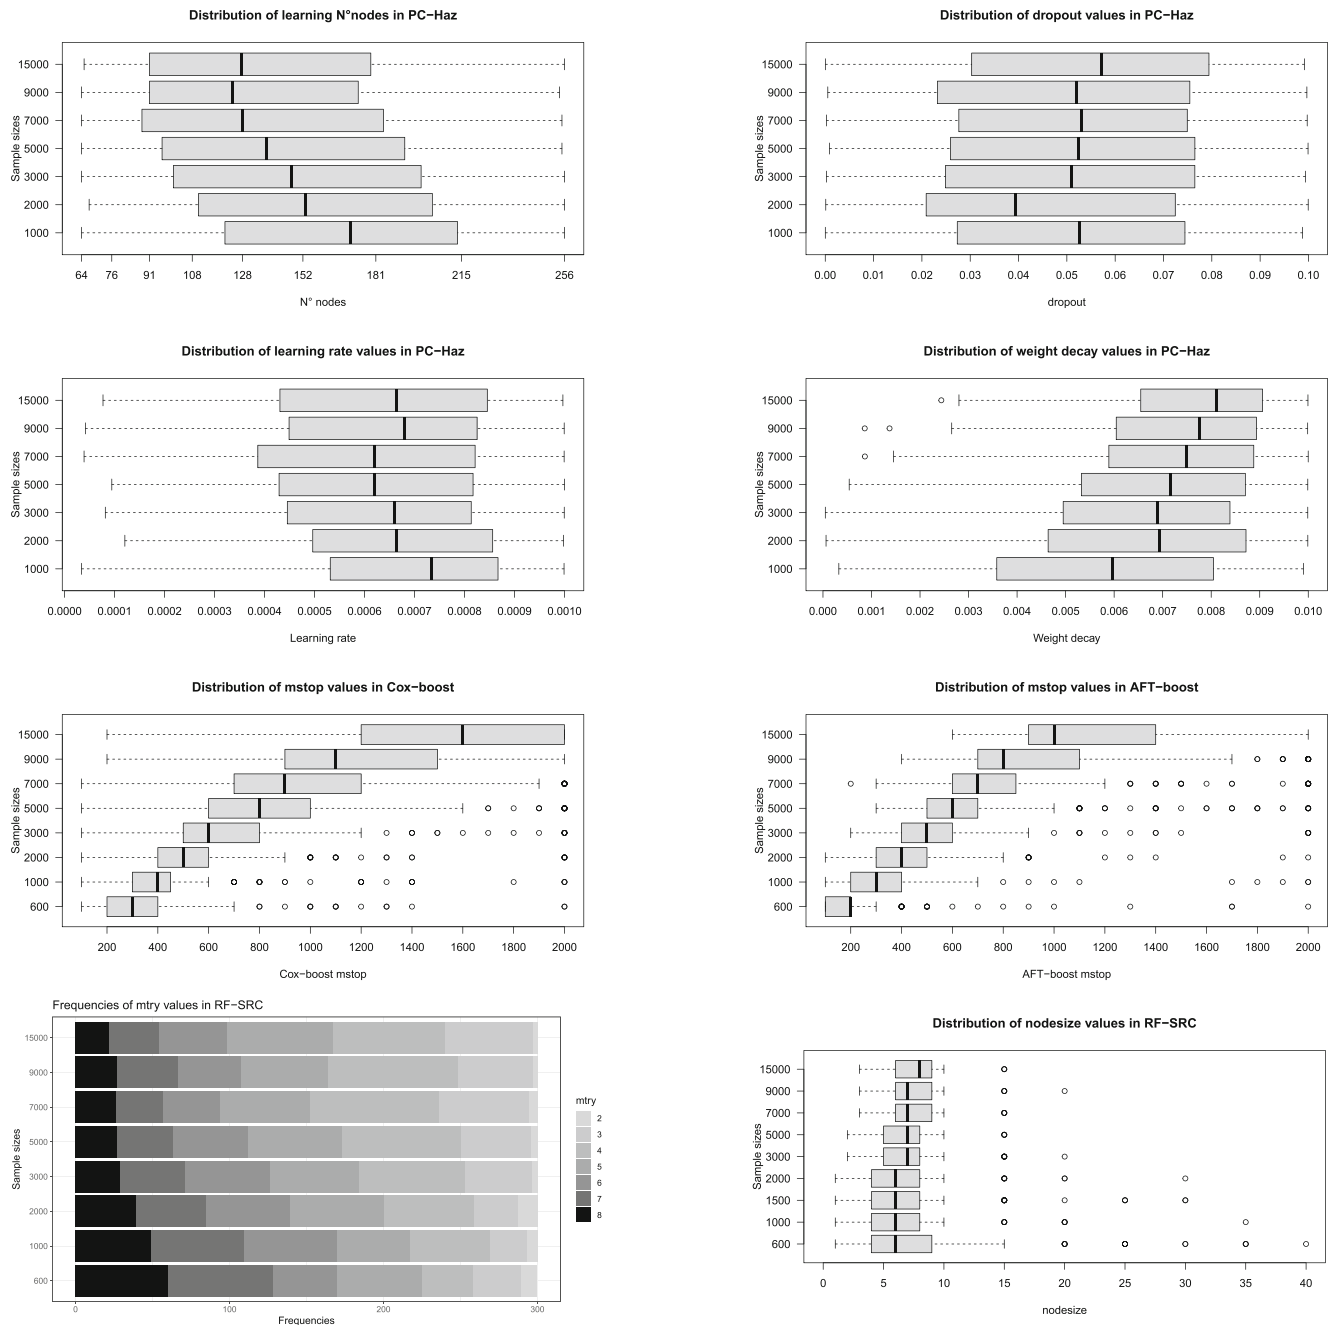 Distribution of learning N°nodes in PC−Haz
Sample sizes
15000
9000
7000
5000
3000
2000
1000
64 76 91 108 128 152 181 215 256
N° nodes
Distribution of dropout values in PC−Haz
Sample sizes
15000
9000
7000
5000
3000
2000
1000
0.00 0.01 0.02 0.03 0.04 0.05 0.06 0.07 0.08 0.09 0.10
dropout
Distribution of learning rate values in PC−Haz
Sample sizes
15000
9000
7000
5000
3000
2000
1000
0.0000 0.0001 0.0002 0.0003 0.0004 0.0005 0.0006 0.0007 0.0008 0.0009 0.0010
Learning rate
Distribution of weight decay values in PC−Haz
Sample sizes
15000
9000
7000
5000
3000
2000
1000
0.000 0.001 0.002 0.003 0.004 0.005 0.006 0.007 0.008 0.009 0.010
Weight decay
Distribution of mstop values in Cox−boost
Sample sizes
15000
9000
7000
5000
3000
2000
1000
600
200 400 600 800 1000 1200 1400 1600 1800 2000
Cox−boost mstop
Distribution of mstop values in AFT−boost
Sample sizes
15000
9000
7000
5000
3000
2000
1000
600
200 400 600 800 1000 1200 1400 1600 1800 2000
AFT−boost mstop
Frequencies of mtry values in RF−SRC
Sample sizes
15000
9000
7000
5000
3000
2000
1000
600
0 100 200 300
Frequencies
mtry
2
3
4
5
6
7
8
Distribution of nodesize values in RF−SRC
Sample sizes
15000
9000
7000
5000
3000
2000
1500
1000
600
0 5 10 15 20 25 30 35 40
nodesize